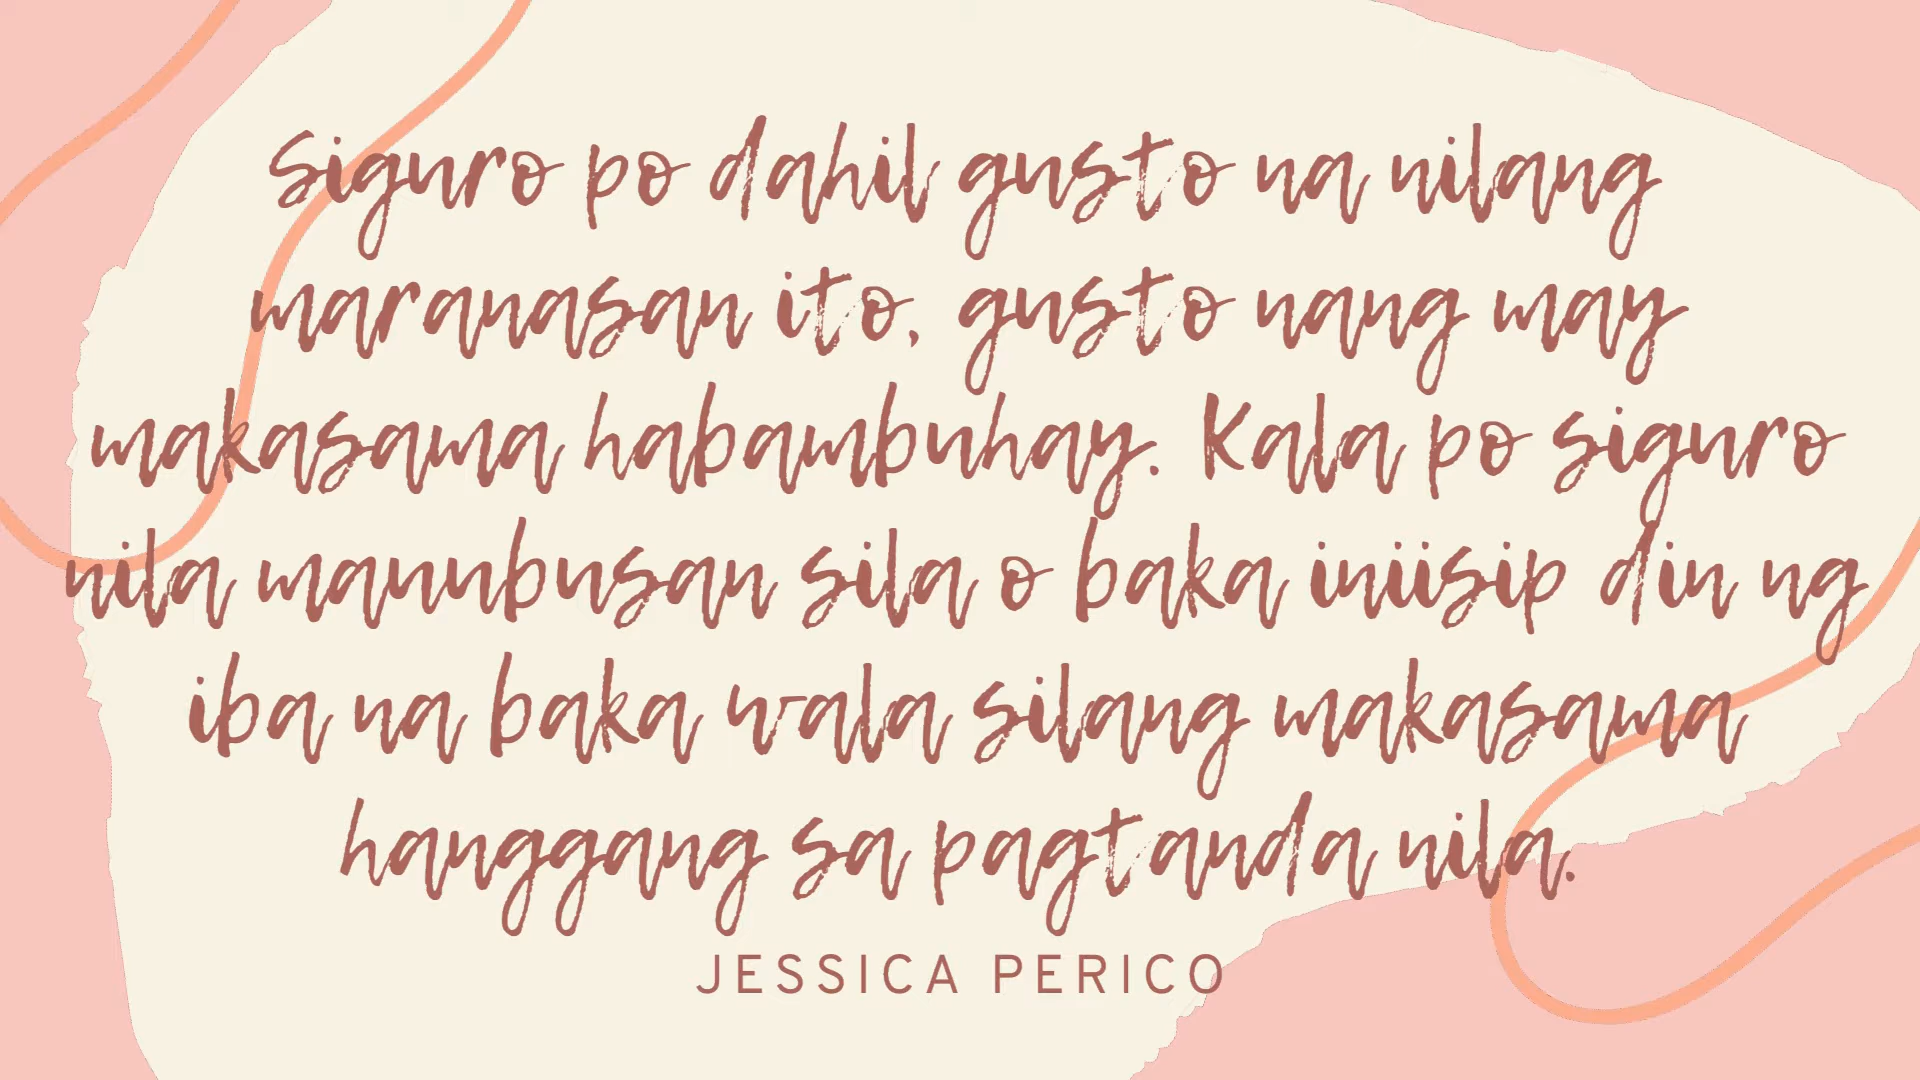 Siguro po dahil gusto na nilang
maranasan ito, gusto nang may
makasama habambuhay. Kala po siguro
nila maunubusan sila o baka iniisip din ng
iba na baka wala silang makasama
hanggang sa pagtanda nila.
JESSICA PERICO